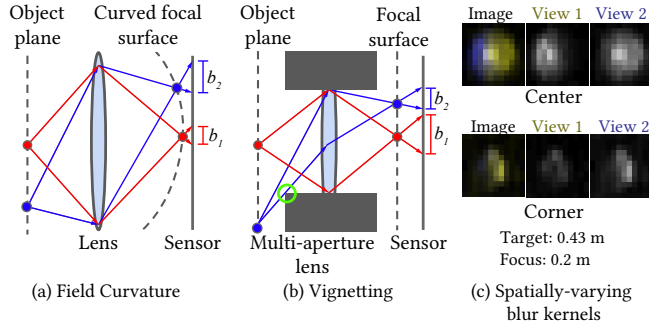 Object plane
Curved focal surface
b2
b1
Lens
Sensor
(a) Field Curvature
Object plane
Focal surface
b2
b1
Multi-aperture lens
Sensor
(b) Vignetting
Image View 1 View 2
Center
Image View 1 View 2
Corner
Target: 0.43 m
Focus: 0.2 m
(c) Spatially-varying
blur kernels